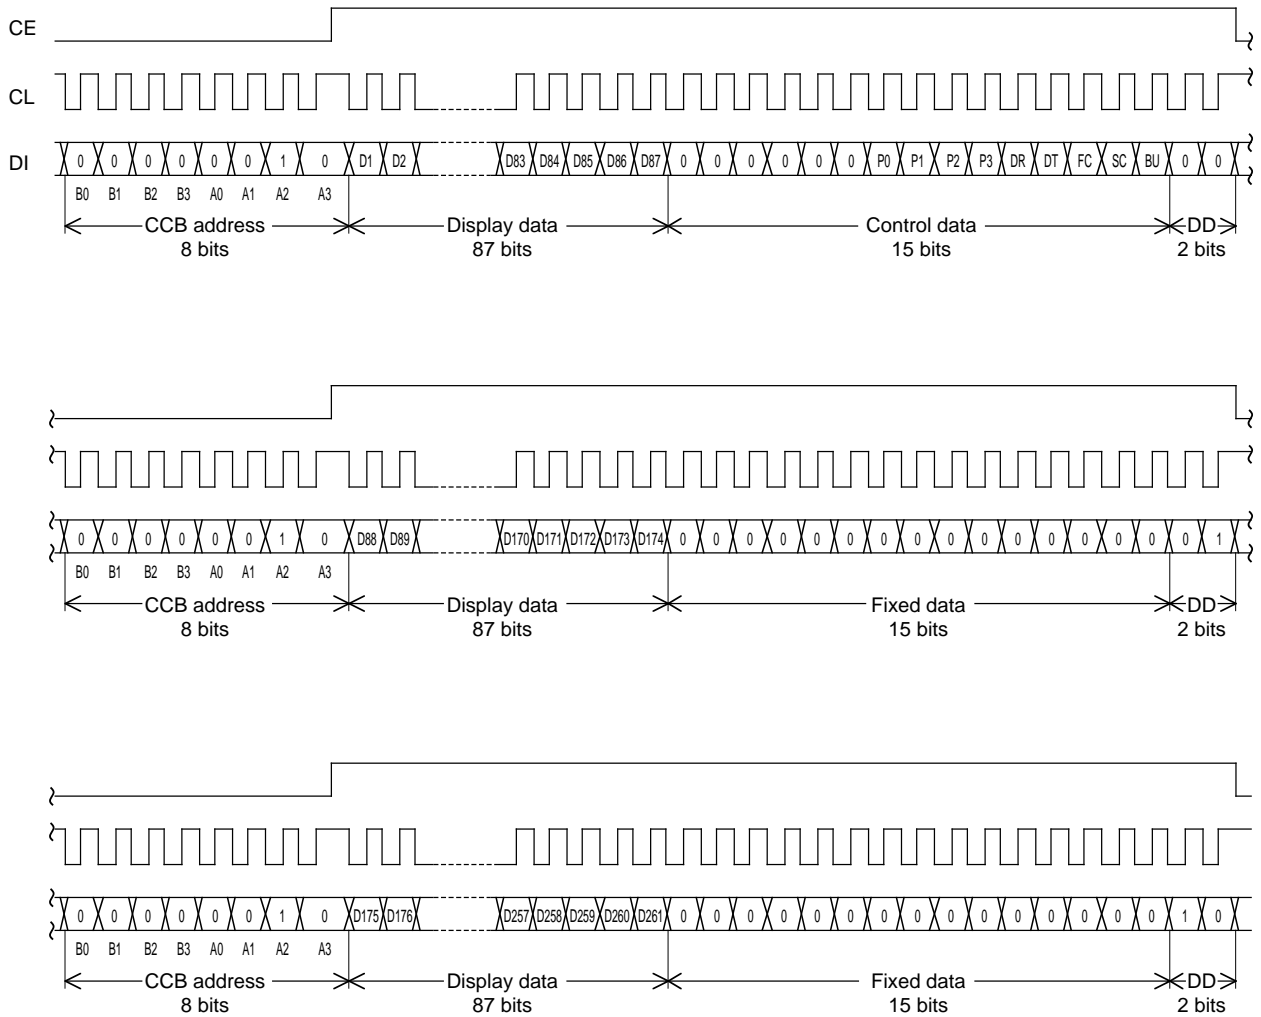 CE
CL
DI 0 0 0 0 0 0 1 0 D1 D2 D83 D84 D85 D86 D87 0 0 0 0 0 0 P0 P1 P2 P3 DR DT FC SC BU 0 0
B0 B1 B2 B3 A0 A1 A2 A3
CCB address Display data Control data DD
8 bits 87 bits 15 bits 2 bits
0 0 0 0 0 0 1 0 D88 D89 D170 D171 D172 D173 D174 0 0 0 0 0 0 0 0 0 0 0 0 0 0 0 0 1
B0 B1 B2 B3 A0 A1 A2 A3
CCB address Display data Fixed data DD
8 bits 87 bits 15 bits 2 bits
0 0 0 0 0 0 1 0 D175 D176 D257 D258 D259 D260 D261 0 0 0 0 0 0 0 0 0 0 0 0 0 0 0 1 0
B0 B1 B2 B3 A0 A1 A2 A3
CCB address Display data Fixed data DD
8 bits 87 bits 15 bits 2 bits